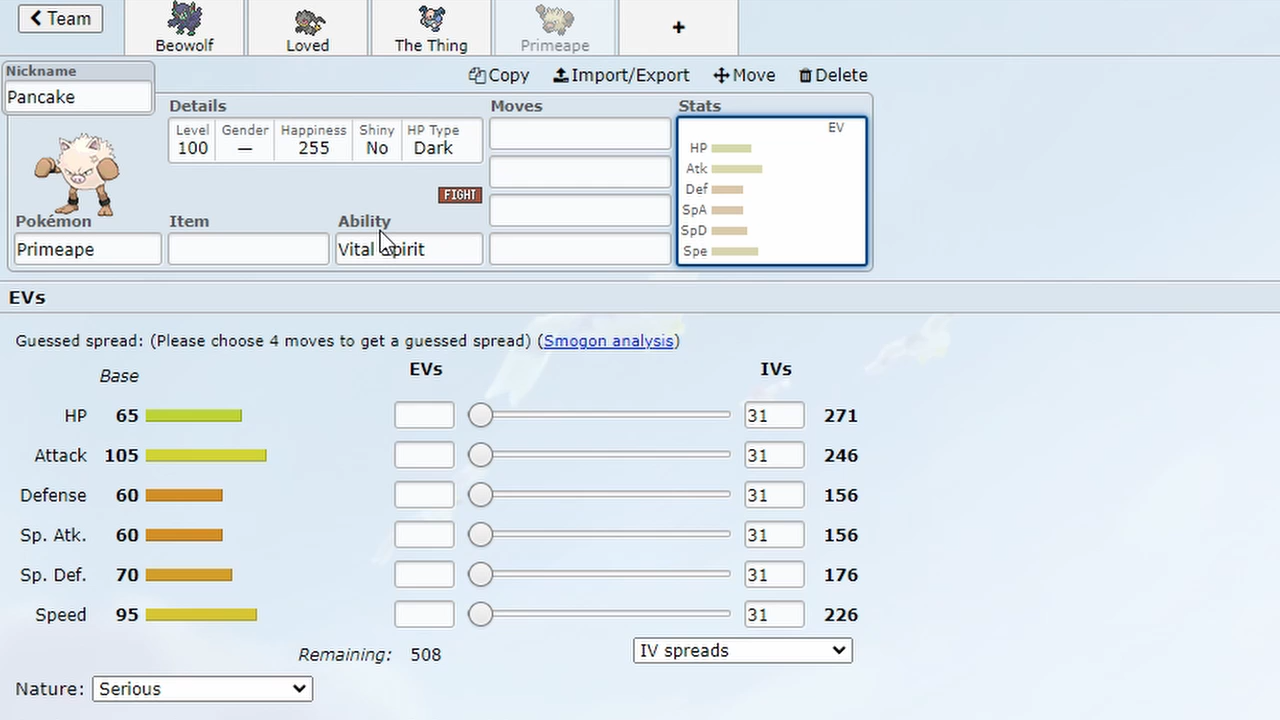 Team
Beowolf
Loved
The Thing
Primeape
+
Nickname
Pancake
Copy
Import/Export
Move
Delete
Details
Moves
Stats
Level
Gender
Happiness
Shiny
HP Type
100
—
255
No
Dark
EV
HP
Atk
Def
SpA
SpD
Spe
FIGHT
Pokémon
Item
Ability
Primeape
Vital Spirit
EVs
Guessed spread: (Please choose 4 moves to get a guessed spread) (Smogon analysis)
Base
EVs
IVs
HP 65 31 271
Attack 105 31 246
Defense 60 31 156
Sp. Atk. 60 31 156
Sp. Def. 70 31 176
Speed 95 31 226
Remaining: 508
IV spreads
Nature: Serious